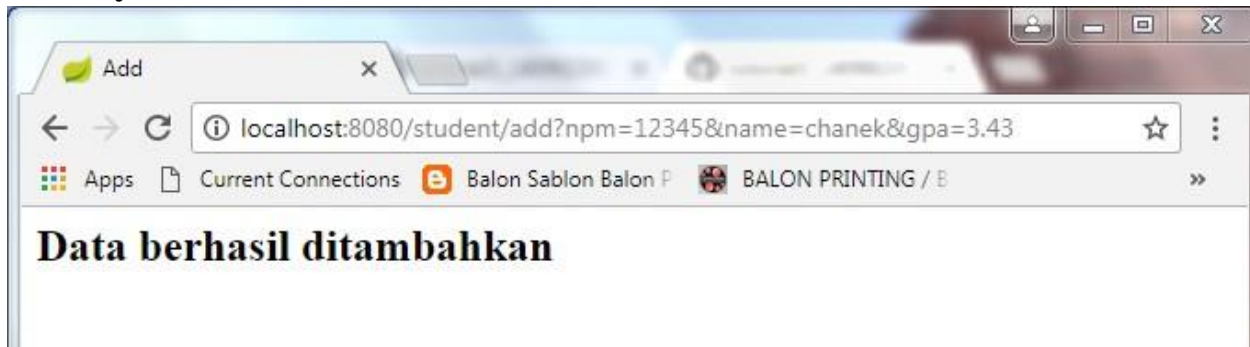 Add
localhost:8080/student/add?npm=12345&name=chanek&gpa=3.43
Apps Current Connections Balon Sablon Balon P BALON PRINTING / B
Data berhasil ditambahkan